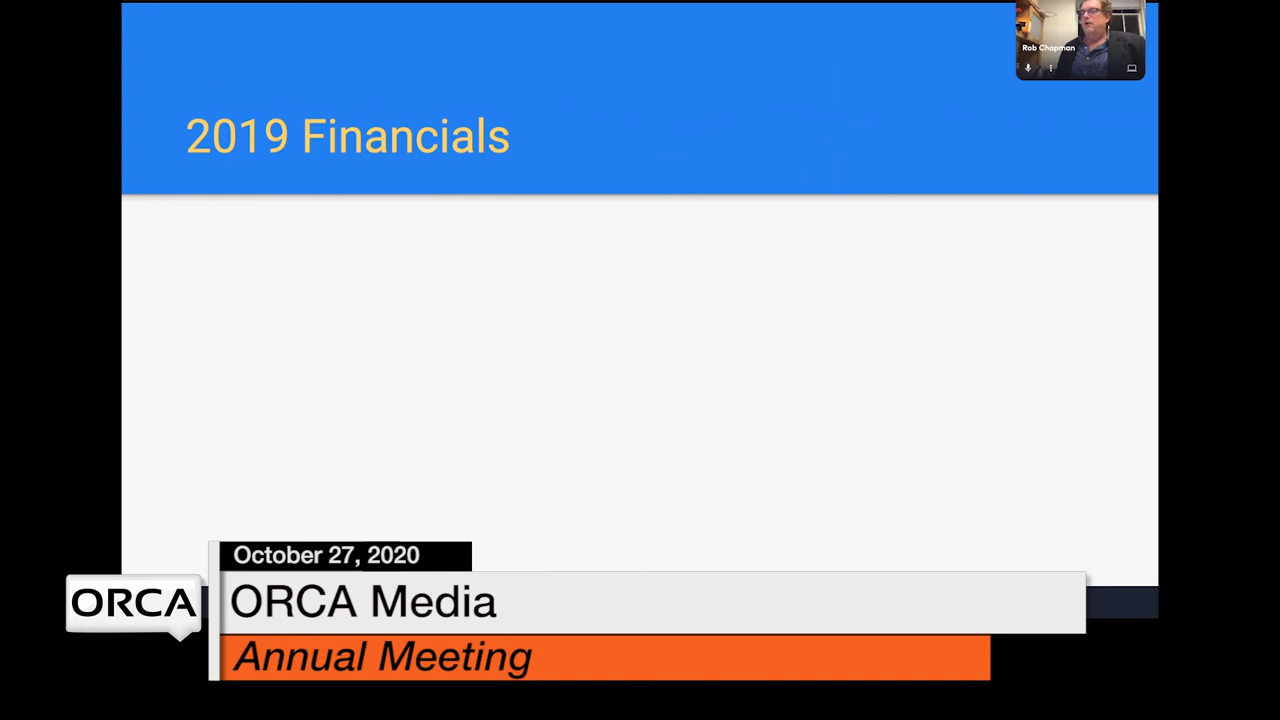 Rob Chapman
2019 Financials
October 27, 2020
ORCA
ORCA Media
Annual Meeting